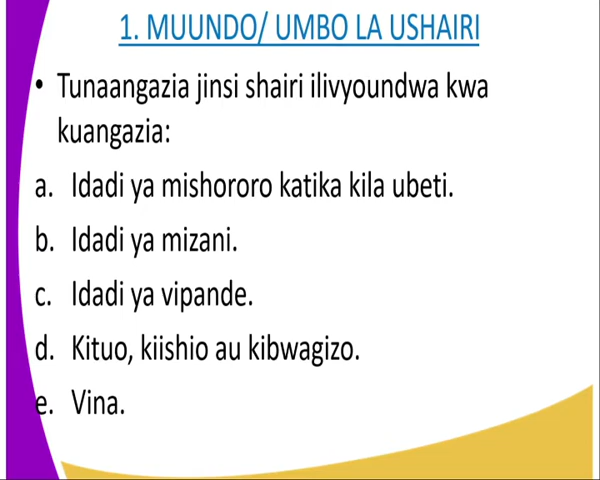 1. MUUNDO/ UMBO LA USHAIRI
• Tunaangazia jinsi shairi ilivyoundwa kwa
kuangazia:
a. Idadi ya mishororo katika kila ubeti.
b. Idadi ya mizani.
c. Idadi ya vipande.
d. Kituo, kiishio au kibwagizo.
e. Vina.